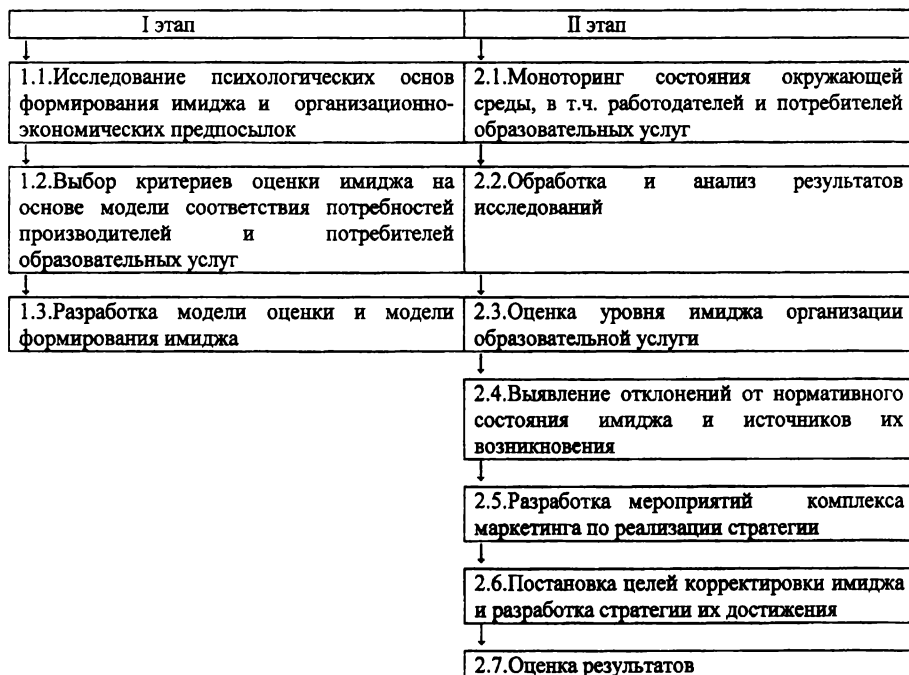 I этап
II этап
1.1.Исследование психологических основ
формирования имиджа и организационно-
экономических предпосылок
2.1.Моноторинг состояния окружающей
среды, в т.ч. работодателей и потребителей
образовательных услуг
1.2.Выбор критериев оценки имиджа на
основе модели соответствия потребностей
производителей и потребителей
образовательных услуг
2.2.Обработка и анализ результатов
исследований
1.3.Разработка модели оценки и модели
формирования имиджа
2.3.Оценка уровня имиджа организации
образовательной услуги
2.4.Выявление отклонений от нормативного
состояния имиджа и источников их
возникновения
2.5.Разработка мероприятий комплекса
маркетинга по реализации стратегии
2.6.Постановка целей корректировки имиджа
и разработка стратегии их достижения
2.7.Оценка результатов